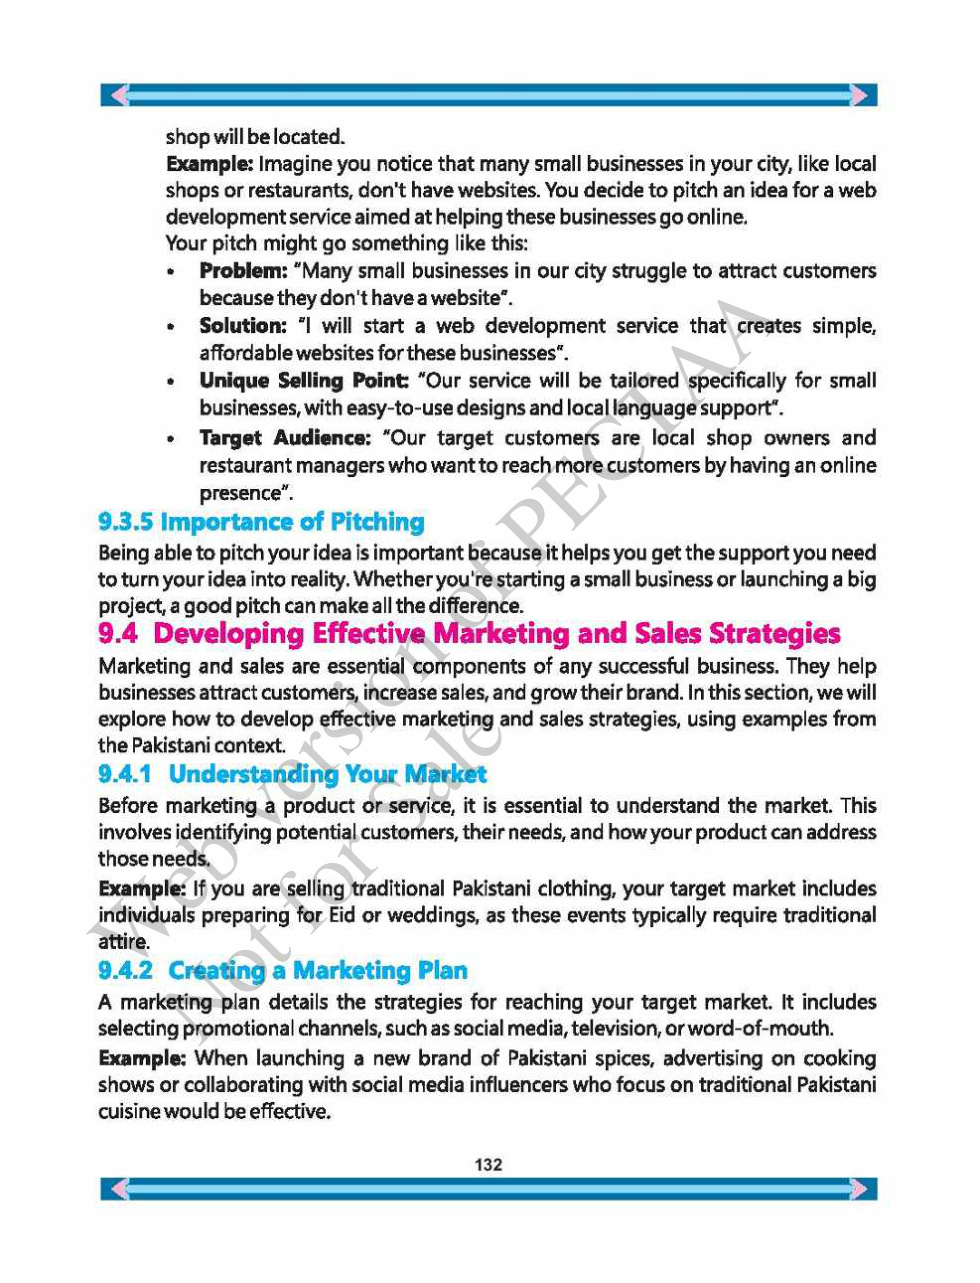 shop will be located.
Example: Imagine you notice that many small businesses in your city, like local
shops or restaurants, don't have websites. You decide to pitch an idea for a web
development service aimed at helping these businesses go online.
Your pitch might go something like this:
• Problem: "Many small businesses in our city struggle to attract customers
because they don't have a website".
• Solution: "I will start a web development service that creates simple,
affordable websites for these businesses".
• Unique Selling Point: "Our service will be tailored specifically for small
businesses, with easy-to-use designs and local language support".
• Target Audience: "Our target customers are local shop owners and
restaurant managers who want to reach more customers by having an online
presence".
9.3.5 Importance of Pitching
Being able to pitch your idea is important because it helps you get the support you need
to turn your idea into reality. Whether you're starting a small business or launching a big
project, a good pitch can make all the difference.
9.4 Developing Effective Marketing and Sales Strategies
Marketing and sales are essential components of any successful business. They help
businesses attract customers, increase sales, and grow their brand. In this section, we will
explore how to develop effective marketing and sales strategies, using examples from
the Pakistani context.
9.4.1 Understanding Your Market
Before marketing a product or service, it is essential to understand the market. This
involves identifying potential customers, their needs, and how your product can address
those needs.
Example: If you are selling traditional Pakistani clothing, your target market includes
individuals preparing for Eid or weddings, as these events typically require traditional
attire.
9.4.2 Creating a Marketing Plan
A marketing plan details the strategies for reaching your target market. It includes
selecting promotional channels, such as social media, television, or word-of-mouth.
Example: When launching a new brand of Pakistani spices, advertising on cooking
shows or collaborating with social media influencers who focus on traditional Pakistani
cuisine would be effective.
132
Web version of PECTAA
Not for Sale